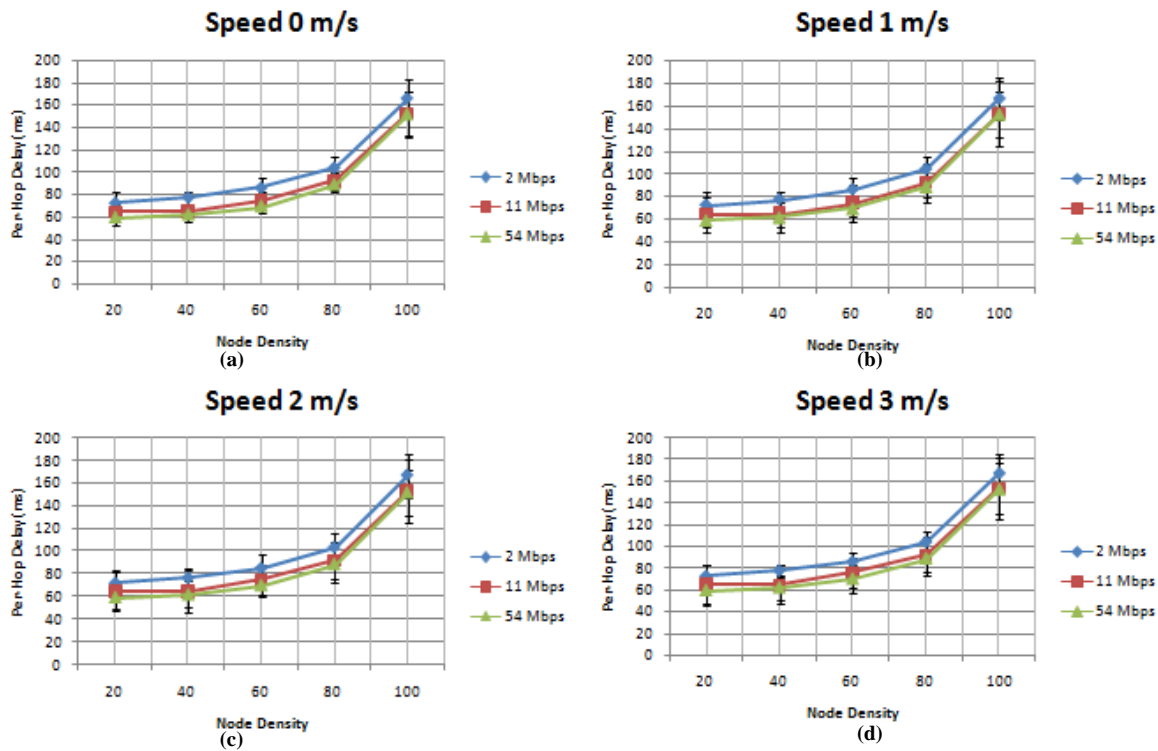 Speed 0 m/s
200
180
160
140
120
100
80
60
40
20
0
Per-Hop Delay (ms)
20 40 60 80 100
Node Density
2 Mbps
11 Mbps
54 Mbps
(a)
Speed 1 m/s
200
180
160
140
120
100
80
60
40
20
0
Per-Hop Delay (ms)
20 40 60 80 100
Node Density
2 Mbps
11 Mbps
54 Mbps
(b)
Speed 2 m/s
200
180
160
140
120
100
80
60
40
20
0
Per-Hop Delay (ms)
20 40 60 80 100
Node Density
2 Mbps
11 Mbps
54 Mbps
(c)
Speed 3 m/s
200
180
160
140
120
100
80
60
40
20
0
Per-Hop Delay (ms)
20 40 60 80 100
Node Density
2 Mbps
11 Mbps
54 Mbps
(d)